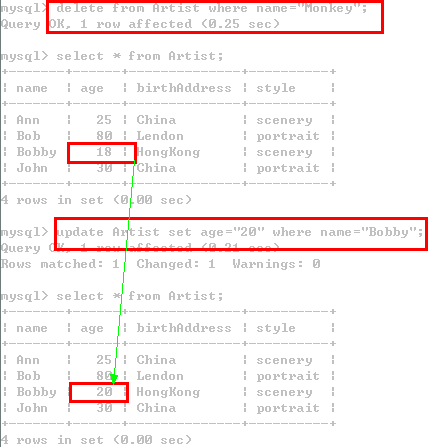 mysql> delete from Artist where name="Monkey";
Query OK, 1 row affected (0.25 sec)
mysql> select * from Artist;
+-------+------+--------------+----------+
| name  | age  | birthAddress | style    |
+-------+------+--------------+----------+
| Ann   |   25 | China        | scenery  |
| Bob   |   80 | Lendon       | portrait |
| Bobby |   18 | HongKong     | scenery  |
| John  |   30 | China        | portrait |
+-------+------+--------------+----------+
4 rows in set (0.00 sec)
mysql> update Artist set age="20" where name="Bobby";
Query OK, 1 row affected (0.21 sec)
Rows matched: 1  Changed: 1  Warnings: 0
mysql> select * from Artist;
+-------+------+--------------+----------+
| name  | age  | birthAddress | style    |
+-------+------+--------------+----------+
| Ann   |   25 | China        | scenery  |
| Bob   |   80 | Lendon       | portrait |
| Bobby |   20 | HongKong     | scenery  |
| John  |   30 | China        | portrait |
+-------+------+--------------+----------+
4 rows in set (0.00 sec)